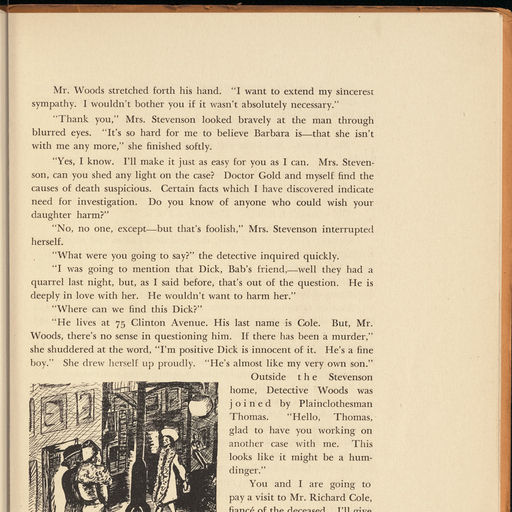 Mr. Woods stretched forth his hand. "I want to extend my sincerest
sympathy. I wouldn't bother you if it wasn't absolutely necessary."
"Thank you," Mrs. Stevenson looked bravely at the man through
blurred eyes. "It's so hard for me to believe Barbara is—that she isn't
with me any more," she finished softly.
"Yes, I know. I'll make it just as easy for you as I can. Mrs. Steven-
son, can you shed any light on the case? Doctor Gold and myself find the
causes of death suspicious. Certain facts which I have discovered indicate
need for investigation. Do you know of anyone who could wish your
daughter harm?"
"No, no one, except—but that's foolish," Mrs. Stevenson interrupted
herself.
"What were you going to say?" the detective inquired quickly.
"I was going to mention that Dick, Bab's friend,—well they had a
quarrel last night, but, as I said before, that's out of the question. He is
deeply in love with her. He wouldn't want to harm her."
"Where can we find this Dick?"
"He lives at 75 Clinton Avenue. His last name is Cole. But, Mr.
Woods, there's no sense in questioning him. If there has been a murder,"
she shuddered at the word, "I'm positive Dick is innocent of it. He's a fine
boy." She drew herself up proudly. "He's almost like my very own son."
Outside the Stevenson
home, Detective Woods was
joined by Plainclothesman
Thomas. "Hello, Thomas,
glad to have you working on
another case with me. This
looks like it might be a hum-
dinger."
You and I are going to
pay a visit to Mr. Richard Cole,
fiancé of the deceased. I'll give